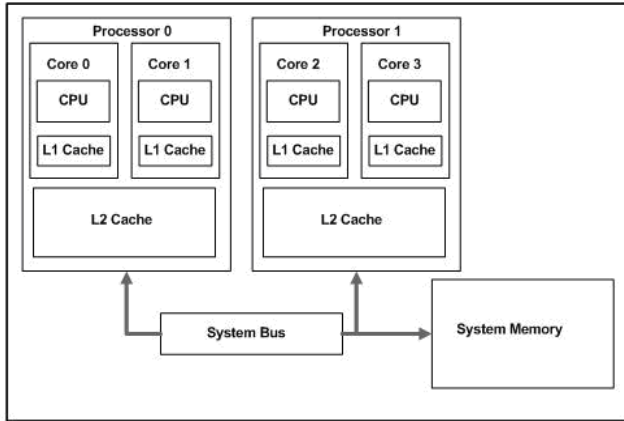 Processor 0
Processor 1
Core 0
Core 1
Core 2
Core 3
CPU
CPU
CPU
CPU
L1 Cache
L1 Cache
L1 Cache
L1 Cache
L2 Cache
L2 Cache
System Bus
System Memory